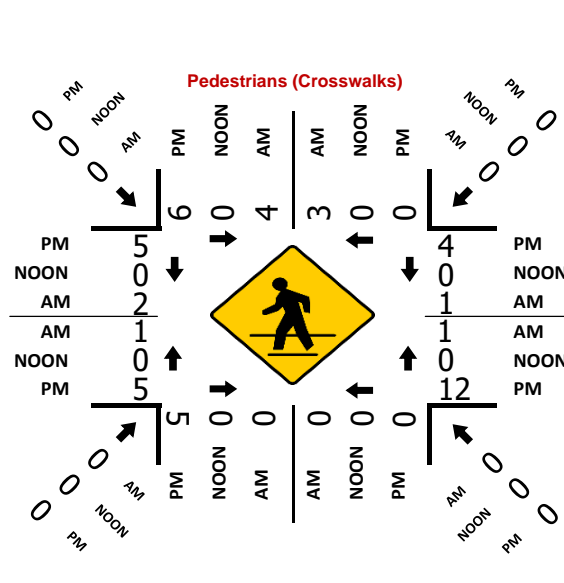 Pedestrians (Crosswalks)
PM NOON AM
0 0 0
PM NOON AM AM NOON PM
6 0 4 3 0 0
PM NOON AM
0 0 0
PM 5 4 PM
NOON 0 0 NOON
AM 2 1 AM
AM 1 1 AM
NOON 0 0 NOON
PM 5 12 PM
5 0 0 0 0 0
PM NOON AM AM NOON PM
0 0 0
AM NOON PM
0 0 0
AM NOON PM